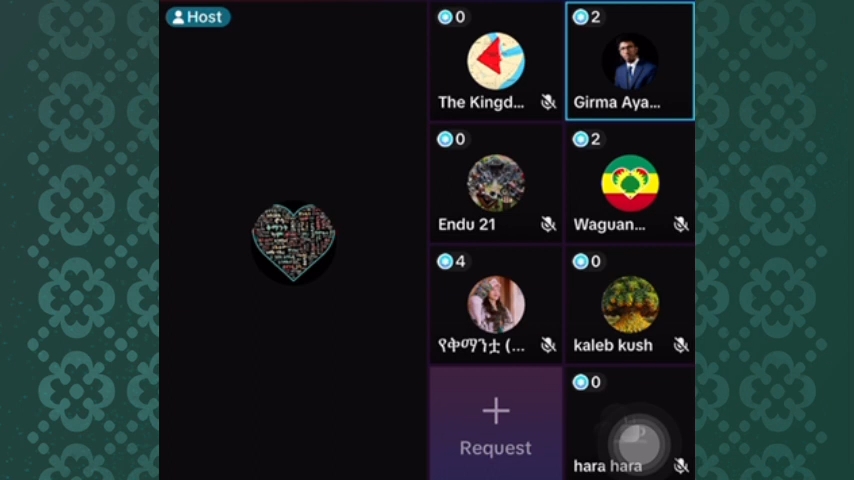 Host
0
The Kingd...
2
Girma Aya...
0
Endu 21
2
Waguan...
4
የቅማንቷ (...
0
kaleb kush
Request
0
hara hara